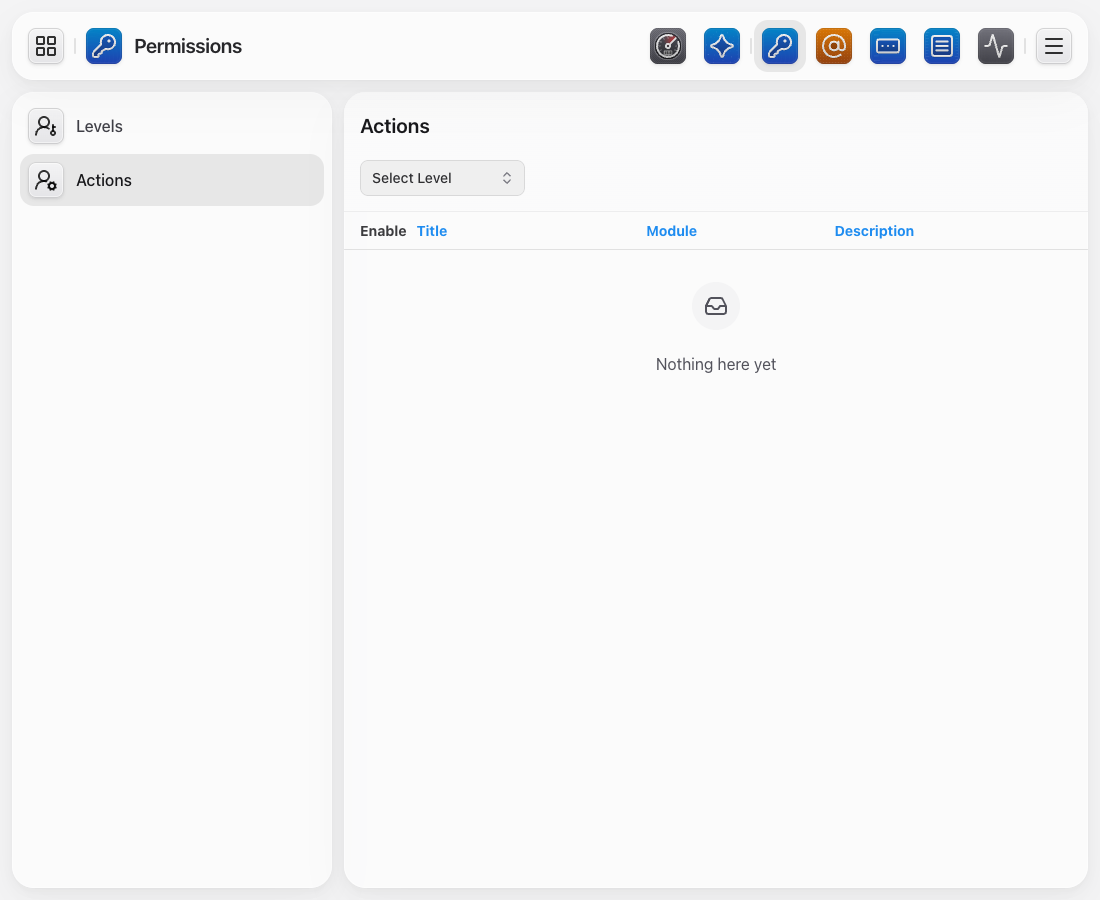 Permissions
Levels
Actions
Actions
Select Level
Enable Title Module Description
Nothing here yet